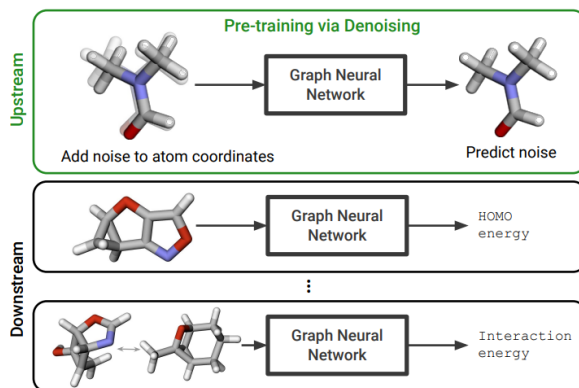 Pre-training via Denoising
Upstream
Graph Neural
Network
Add noise to atom coordinates
Predict noise
Downstream
Graph Neural
Network
HOMO
energy
...
Graph Neural
Network
Interaction
energy